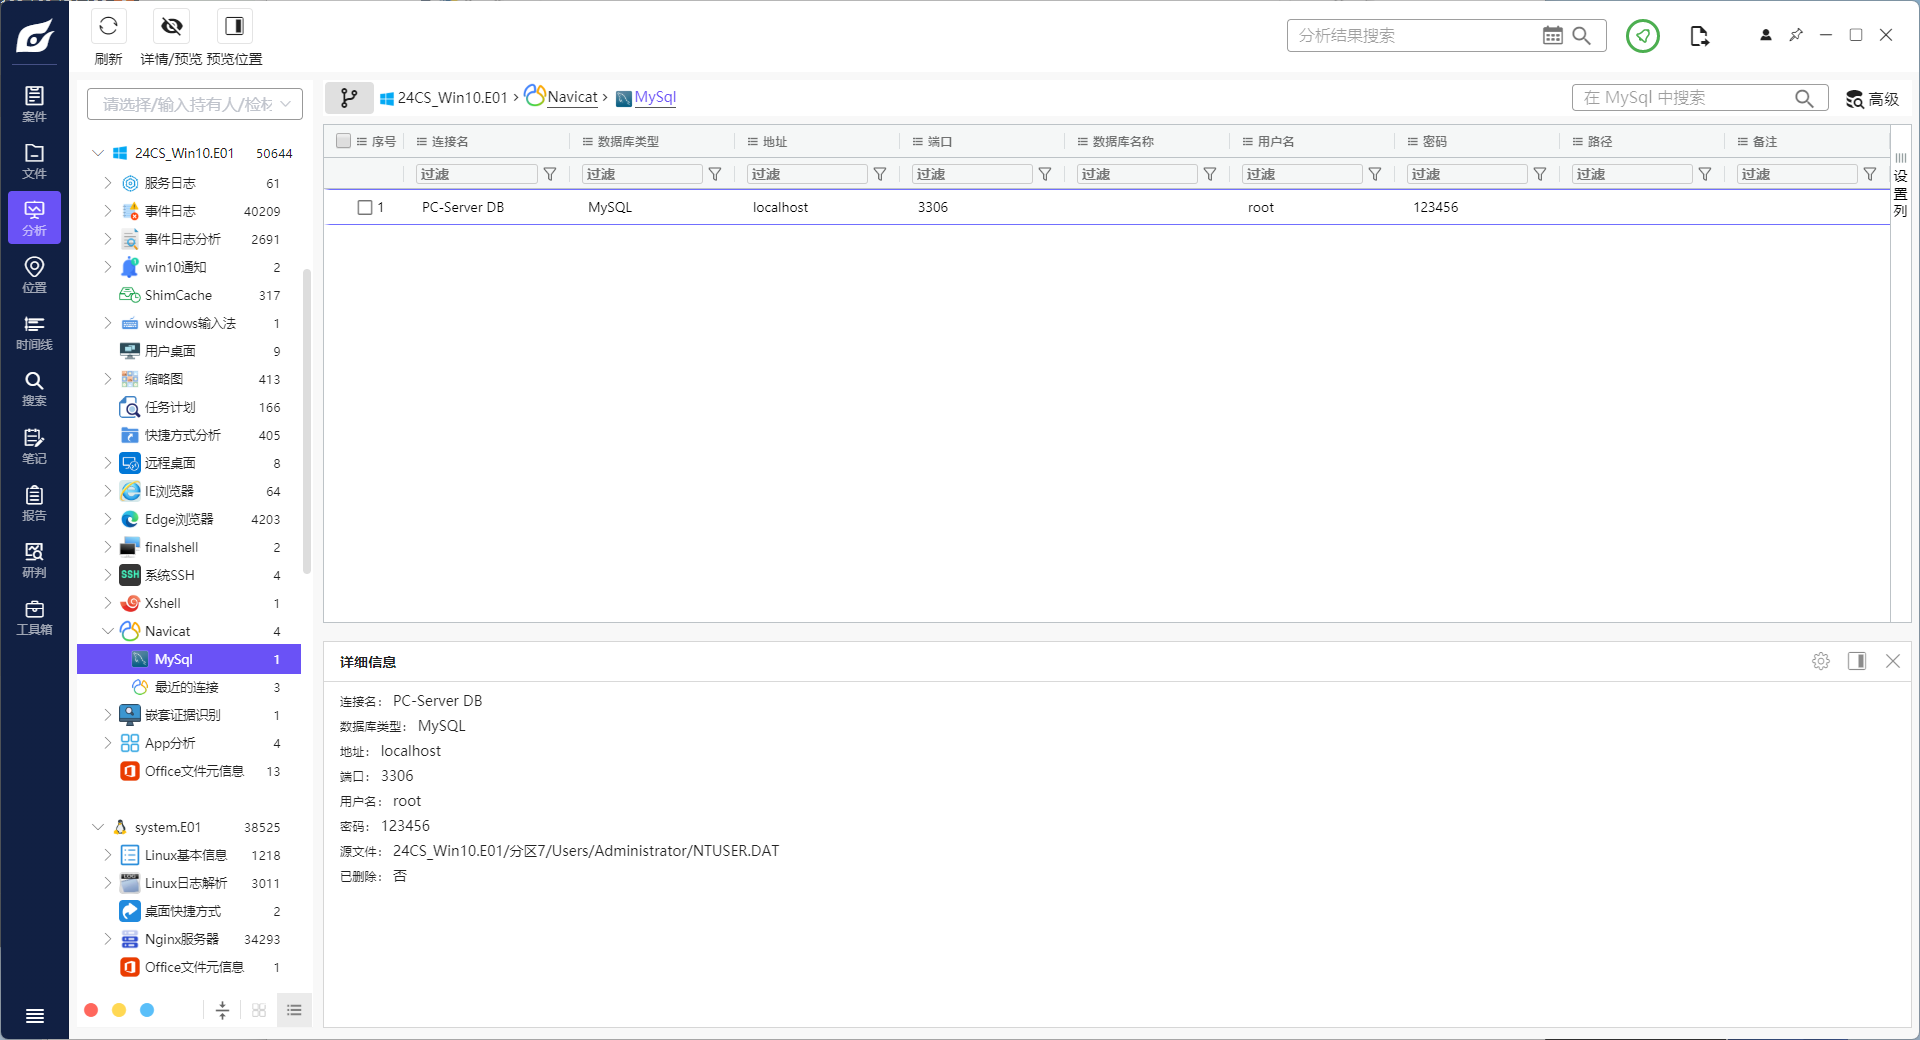 刷新
详情/预览
预览位置
分析结果搜索
案件
文件
分析
位置
时间线
搜索
笔记
报告
研判
工具箱
请选择/输入持有人/检材
24CS_Win10.E01 50644
服务日志 61
事件日志 40209
事件日志分析 2691
win10通知 2
ShimCache 317
windows输入法 1
用户桌面 9
缩略图 413
任务计划 166
快捷方式分析 405
远程桌面 8
IE浏览器 64
Edge浏览器 4203
finalshell 2
SSH 系统SSH 4
Xshell 1
Navicat 4
MySql 1
最近的连接 3
嵌套证据识别 1
App分析 4
Office文件元信息 13
system.E01 38525
Linux基本信息 1218
Linux日志解析 3011
桌面快捷方式 2
Nginx服务器 34293
Office文件元信息 1
24CS_Win10.E01 › Navicat › MySql
在 MySql 中搜索
高级
序号 连接名 数据库类型 地址 端口 数据库名称 用户名 密码 路径 备注
过滤 过滤 过滤 过滤 过滤 过滤 过滤 过滤 过滤
1 PC-Server DB MySQL localhost 3306 root 123456
设置列
详细信息
连接名: PC-Server DB
数据库类型: MySQL
地址: localhost
端口: 3306
用户名: root
密码: 123456
源文件: 24CS_Win10.E01/分区7/Users/Administrator/NTUSER.DAT
已删除: 否